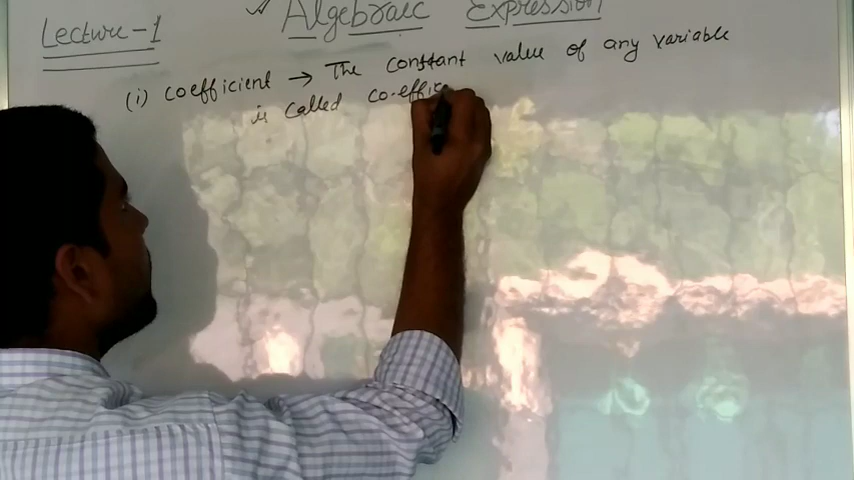 Lecture-1
Algebraic Expression
(i) coefficient → The constant value of any variable
is called co-effic